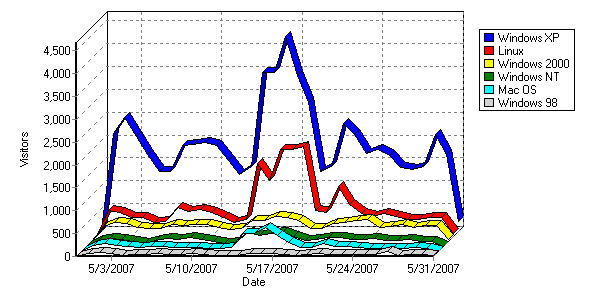 4,500
4,000
3,500
3,000
2,500
2,000
1,500
1,000
500
0
Visitors
5/3/2007 5/10/2007 5/17/2007 5/24/2007 5/31/2007
Date
Windows XP
Linux
Windows 2000
Windows NT
Mac OS
Windows 98